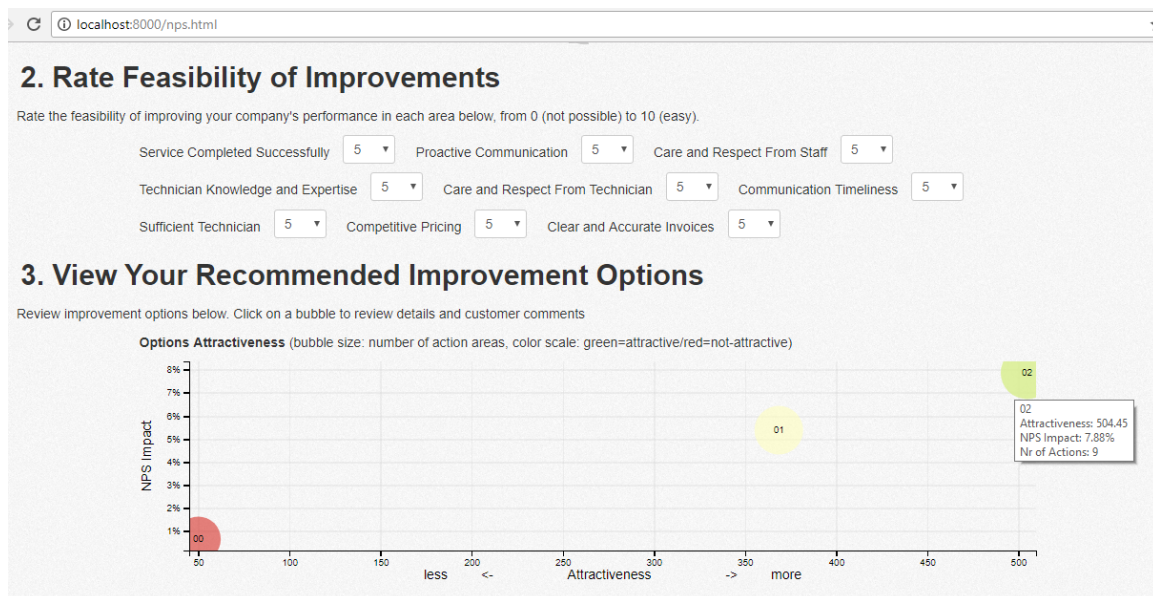 localhost:8000/nps.html
2. Rate Feasibility of Improvements
Rate the feasibility of improving your company's performance in each area below, from 0 (not possible) to 10 (easy).
Service Completed Successfully 5 Proactive Communication 5 Care and Respect From Staff 5
Technician Knowledge and Expertise 5 Care and Respect From Technician 5 Communication Timeliness 5
Sufficient Technician 5 Competitive Pricing 5 Clear and Accurate Invoices 5
3. View Your Recommended Improvement Options
Review improvement options below. Click on a bubble to review details and customer comments
Options Attractiveness (bubble size: number of action areas, color scale: green=attractive/red=not-attractive)
8%
7%
6%
5%
4%
3%
2%
1%
NPS Impact
02
01
00
02
Attractiveness: 504.45
NPS Impact: 7.88%
Nr of Actions: 9
50 100 150 200 250 300 350 400 450 500
less <- Attractiveness -> more